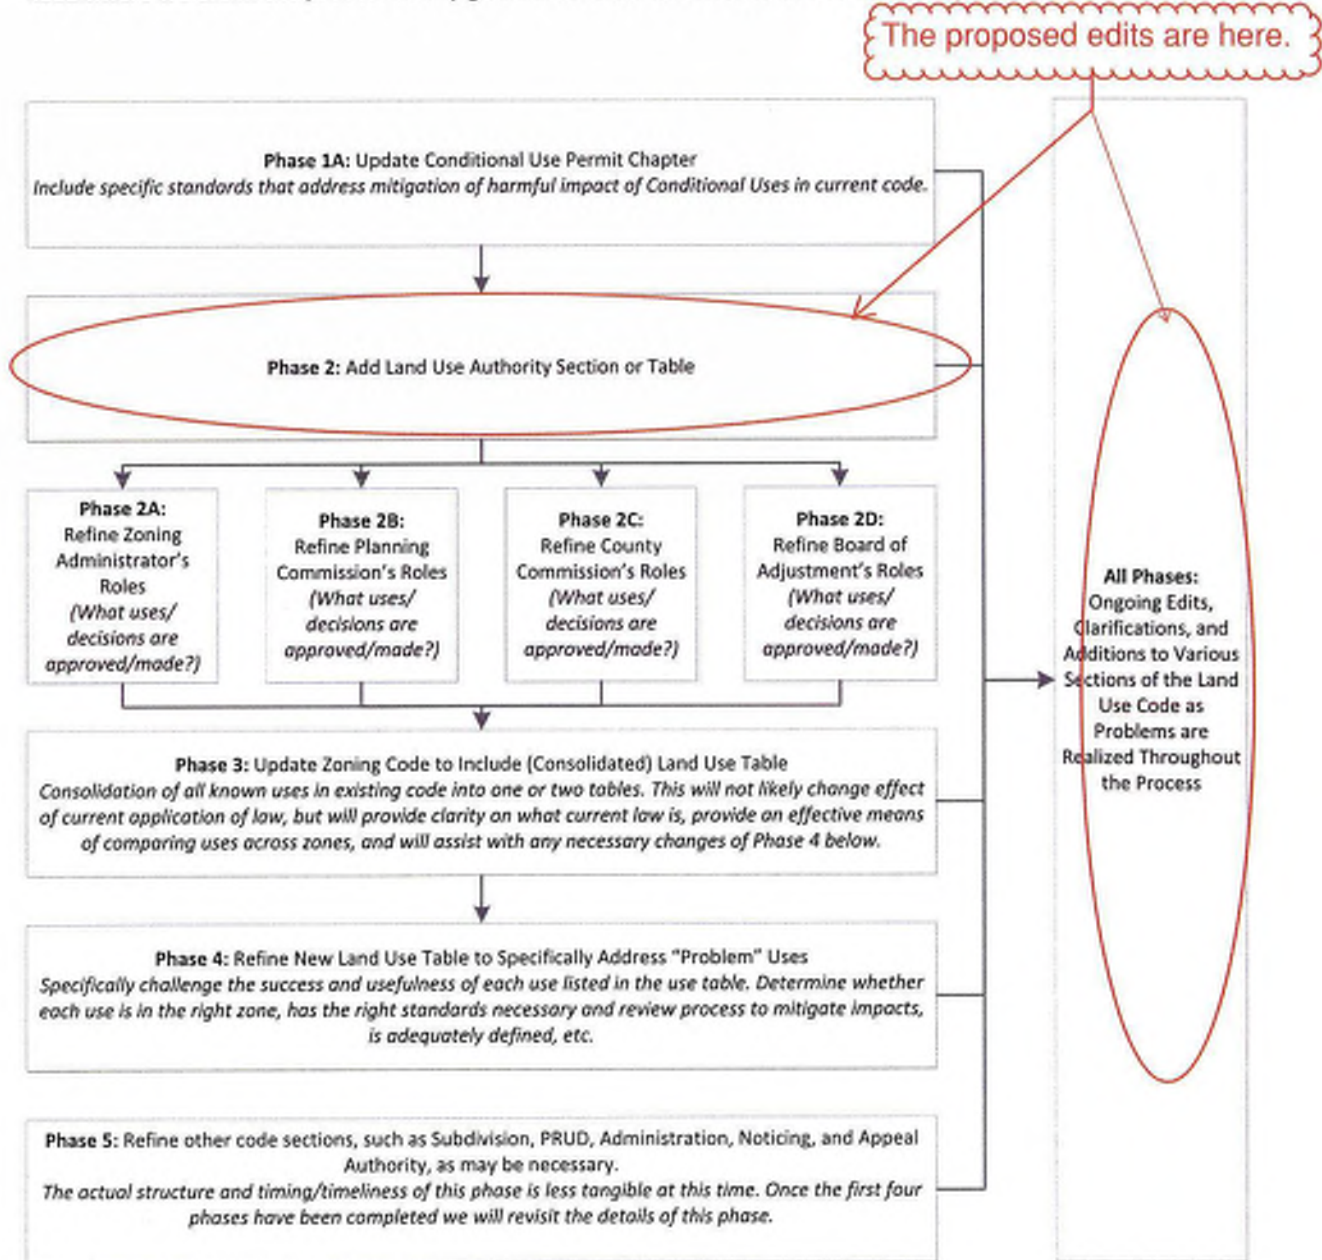 The proposed edits are here.
Phase 1A: Update Conditional Use Permit Chapter
Include specific standards that address mitigation of harmful impact of Conditional Uses in current code.
Phase 2: Add Land Use Authority Section or Table
Phase 2A:
Refine Zoning
Administrator's
Roles
(What uses/
decisions are
approved/made?)
Phase 2B:
Refine Planning
Commission's Roles
(What uses/
decisions are
approved/made?)
Phase 2C:
Refine County
Commission's Roles
(What uses/
decisions are
approved/made?)
Phase 2D:
Refine Board of
Adjustment's Roles
(What uses/
decisions are
approved/made?)
Phase 3: Update Zoning Code to Include (Consolidated) Land Use Table
Consolidation of all known uses in existing code into one or two tables. This will not likely change effect
of current application of law, but will provide clarity on what current law is, provide an effective means
of comparing uses across zones, and will assist with any necessary changes of Phase 4 below.
Phase 4: Refine New Land Use Table to Specifically Address "Problem" Uses
Specifically challenge the success and usefulness of each use listed in the use table. Determine whether
each use is in the right zone, has the right standards necessary and review process to mitigate impacts,
is adequately defined, etc.
Phase 5: Refine other code sections, such as Subdivision, PRUD, Administration, Noticing, and Appeal
Authority, as may be necessary.
The actual structure and timing/timeliness of this phase is less tangible at this time. Once the first four
phases have been completed we will revisit the details of this phase.
All Phases:
Ongoing Edits,
Clarifications, and
Additions to Various
Sections of the Land
Use Code as
Problems are
Realized Throughout
the Process